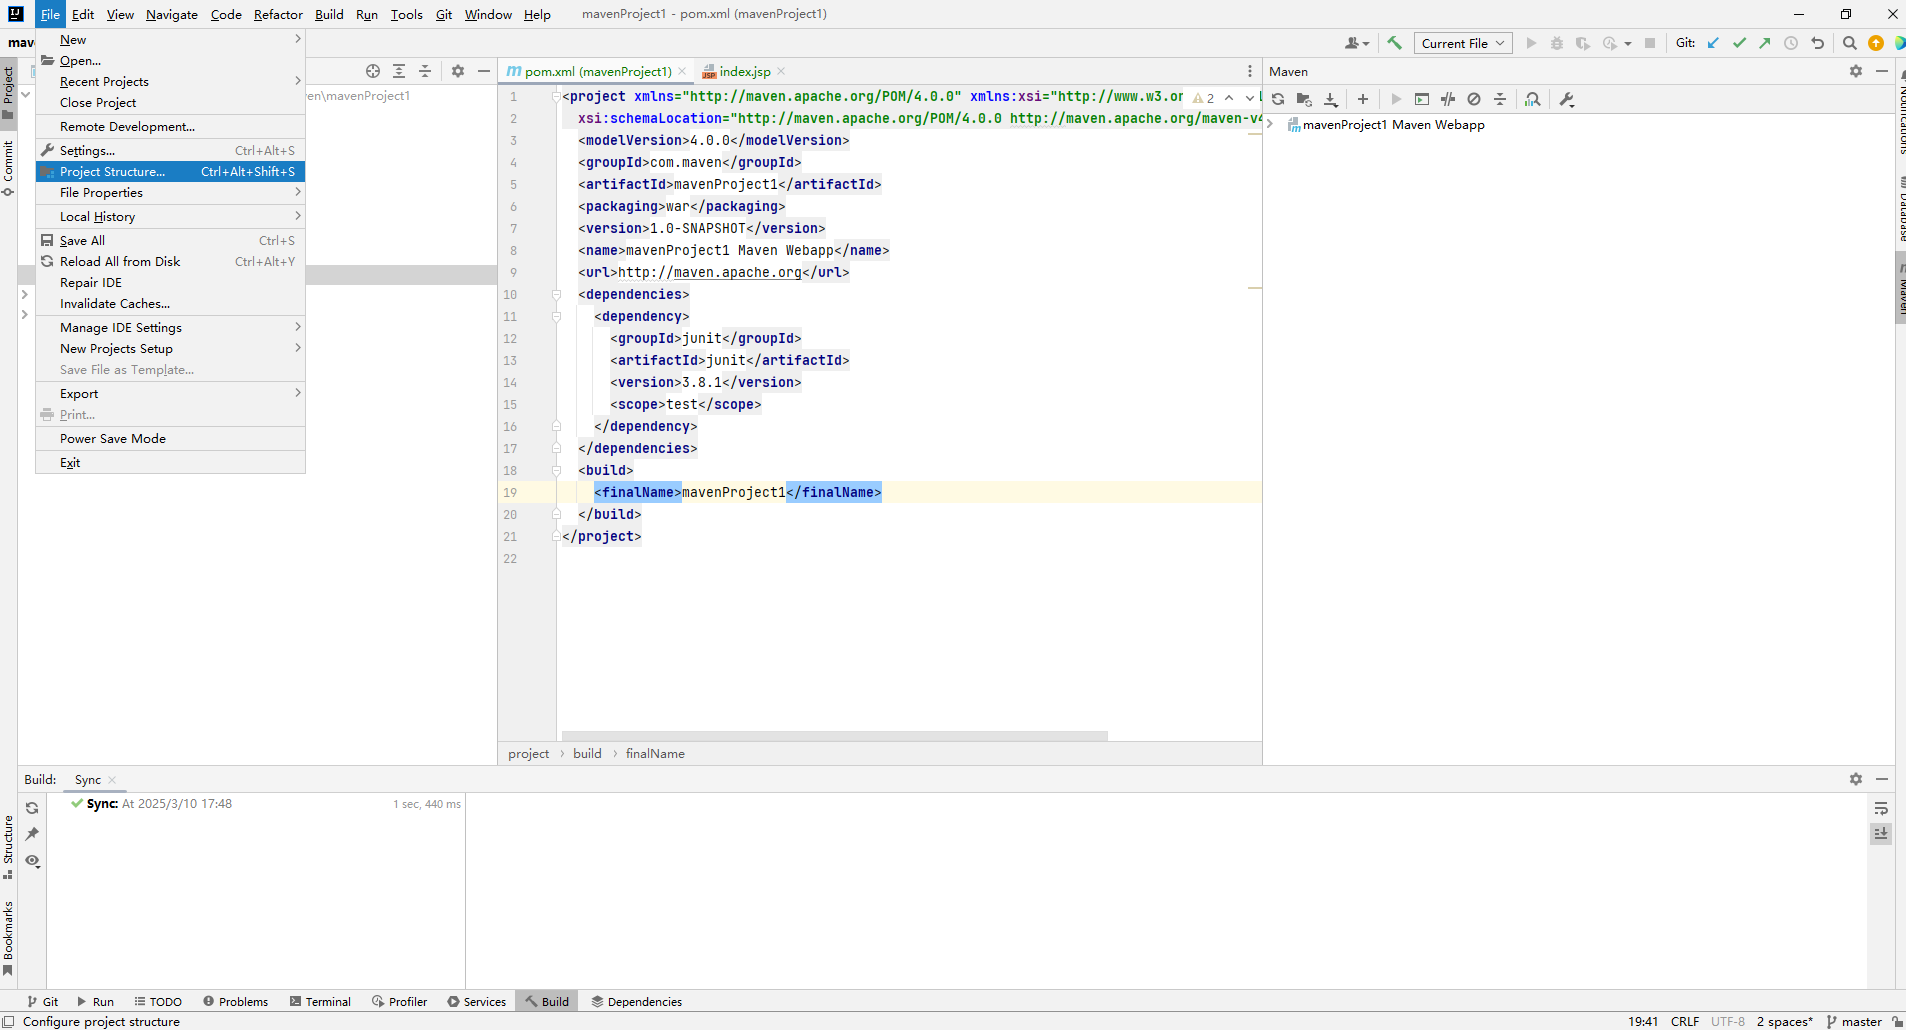 File Edit View Navigate Code Refactor Build Run Tools Git Window Help mavenProject1 - pom.xml (mavenProject1)
Current File Git:
New
Open...
Recent Projects
Close Project
Remote Development...
Settings... Ctrl+Alt+S
Project Structure... Ctrl+Alt+Shift+S
File Properties
Local History
Save All Ctrl+S
Reload All from Disk Ctrl+Alt+Y
Repair IDE
Invalidate Caches...
Manage IDE Settings
New Projects Setup
Save File as Template...
Export
Print...
Power Save Mode
Exit
Project
Commit
Structure
Bookmarks
\mavenProject1
pom.xml (mavenProject1) index.jsp
2
1 <project xmlns="http://maven.apache.org/POM/4.0.0" xmlns:xsi="http://www.w3.or
2 xsi:schemaLocation="http://maven.apache.org/POM/4.0.0 http://maven.apache.org/maven-v4
3 <modelVersion>4.0.0</modelVersion>
4 <groupId>com.maven</groupId>
5 <artifactId>mavenProject1</artifactId>
6 <packaging>war</packaging>
7 <version>1.0-SNAPSHOT</version>
8 <name>mavenProject1 Maven Webapp</name>
9 <url>http://maven.apache.org</url>
10 <dependencies>
11 <dependency>
12 <groupId>junit</groupId>
13 <artifactId>junit</artifactId>
14 <version>3.8.1</version>
15 <scope>test</scope>
16 </dependency>
17 </dependencies>
18 <build>
19 <finalName>mavenProject1</finalName>
20 </build>
21 </project>
22
project › build › finalName
Maven
mavenProject1 Maven Webapp
Notifications
Database
Maven
Build: Sync
Sync: At 2025/3/10 17:48 1 sec, 440 ms
Git Run TODO Problems Terminal Profiler Services Build Dependencies
Configure project structure 19:41 CRLF UTF-8 2 spaces* master